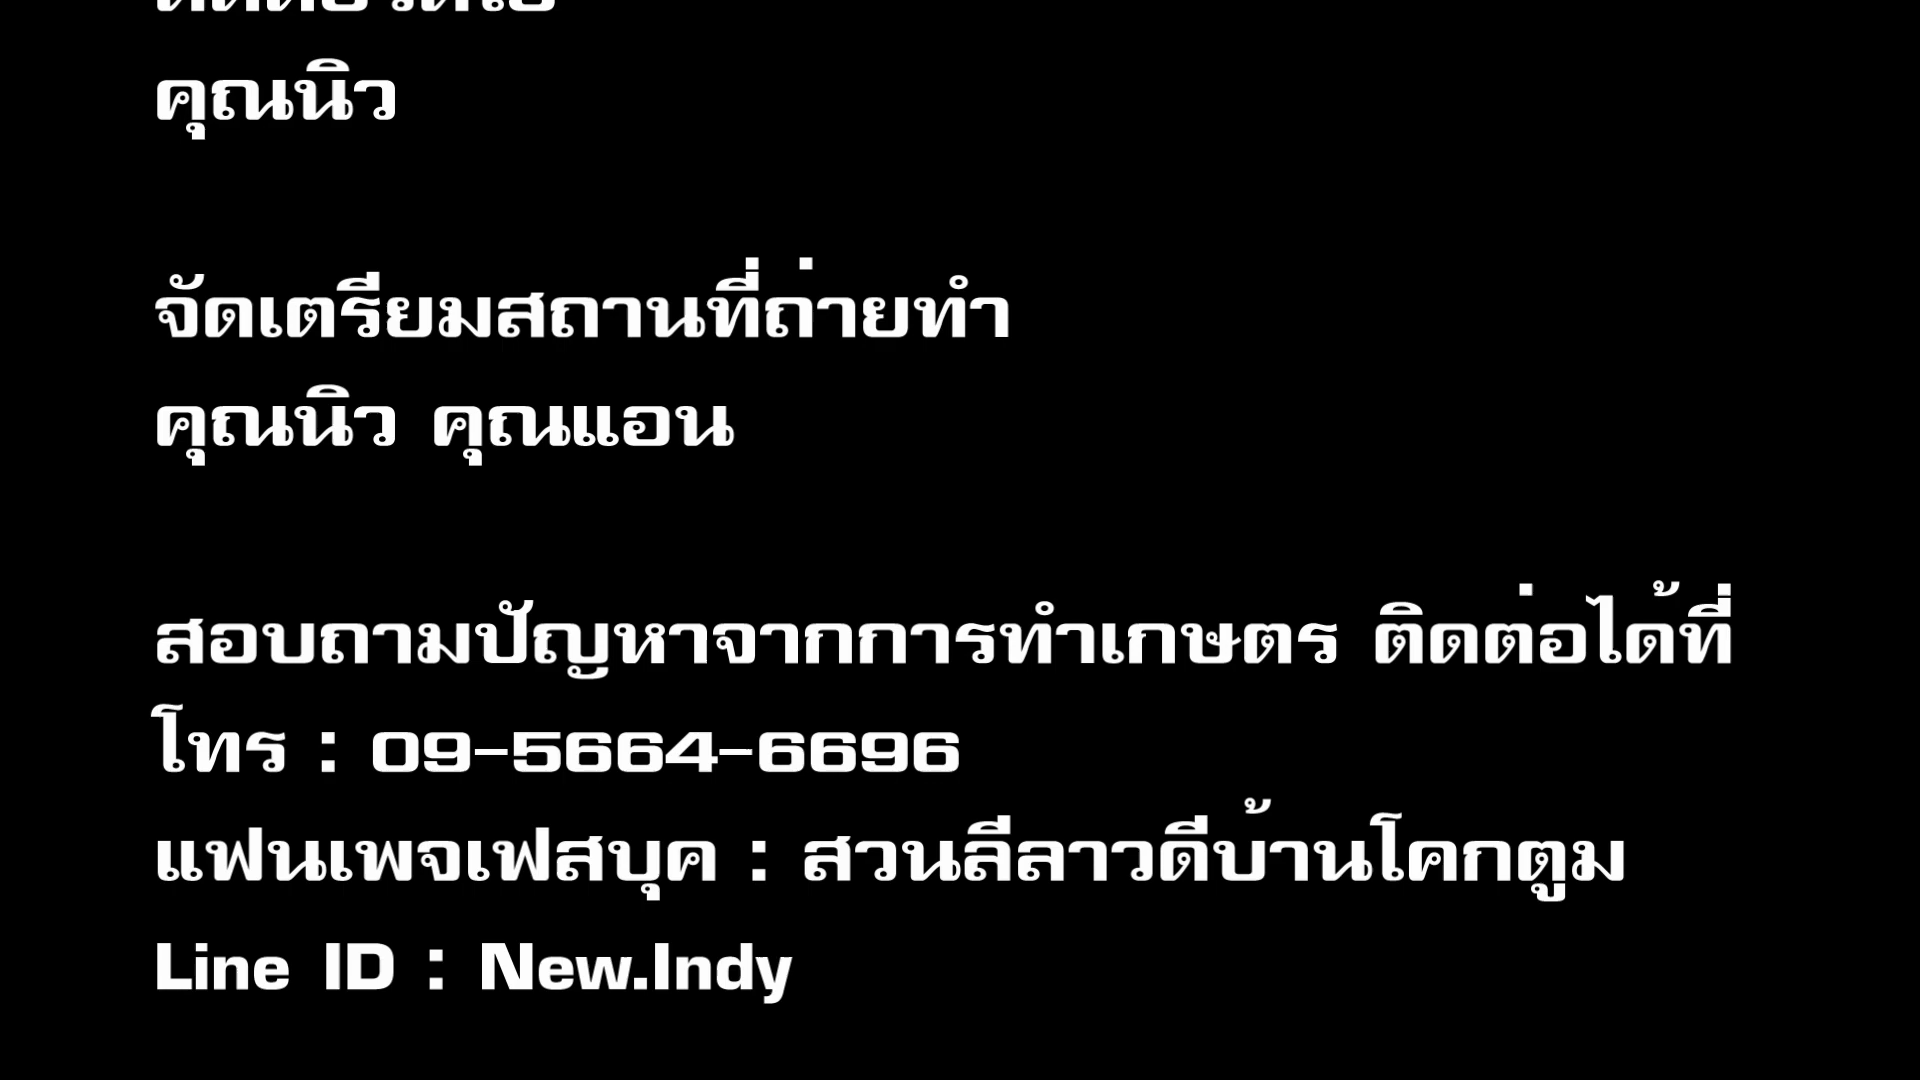 คุณนิว
จัดเตรียมสถานที่ถ่ายทำ
คุณนิว คุณแอน
สอบถามปัญหาจากการทำเกษตร ติดต่อได้ที่
โทร : 09-5664-6696
แฟนเพจเฟสบุค : สวนลีลาวดีบ้านโคกตูม
Line ID : New.Indy